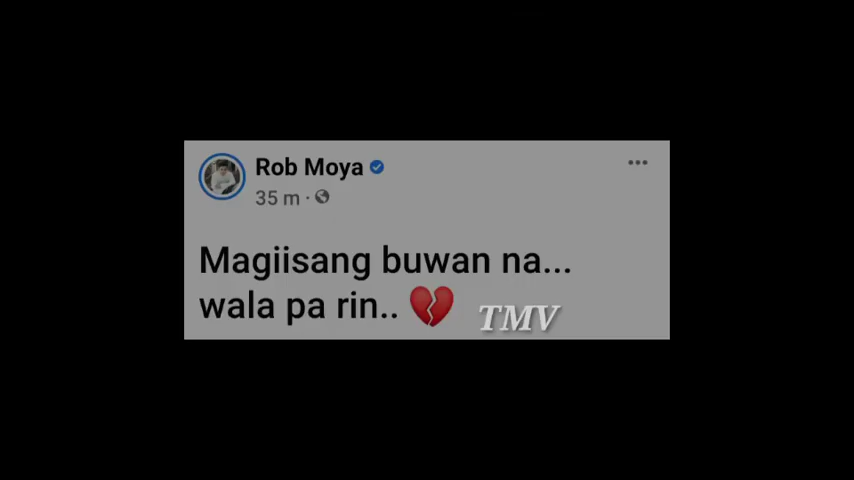 Rob Moya
35 m ·
Magiisang buwan na...
wala pa rin.. 💔
TMV